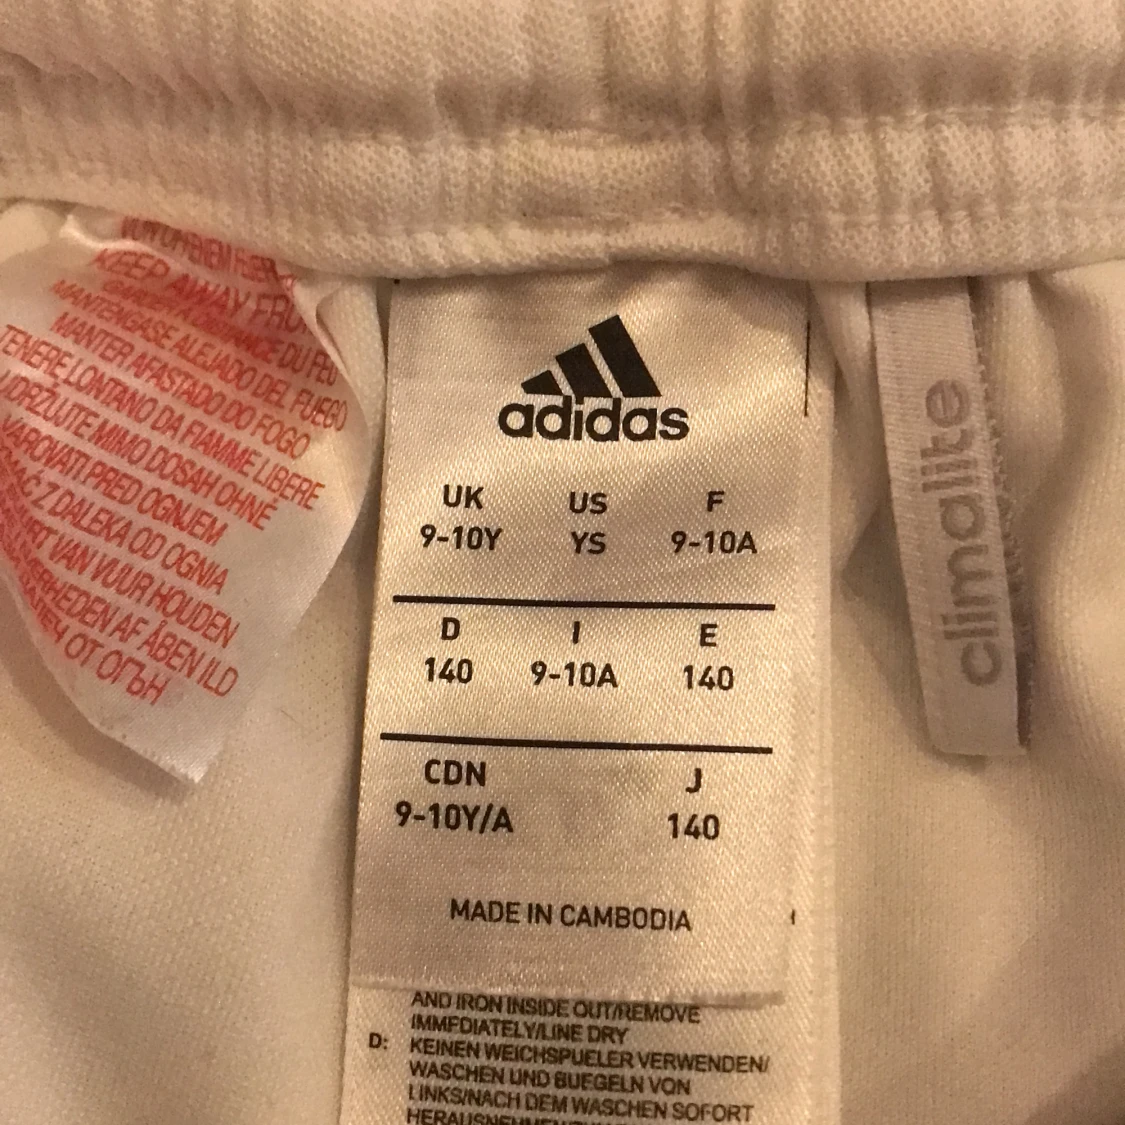 KEEP AWAY FRO
MANTENGASE ALEJADO DEL FUEGO
MANTER AFASTADO DO FOGO
TENERE LONTANO DA FIAMME LIBERE
UDRŽUJTE MIMO DOSAH OHNĚ
VAROVATI PRED OGNJEM
Z DALEKA OD OGNIA
VAN VUUR HOUDEN
AF ÅBEN ILD
ОТ ОГЪН
adidas
UK US F
9-10Y YS 9-10A
D I E
140 9-10A 140
CDN J
9-10Y/A 140
MADE IN CAMBODIA
AND IRON INSIDE OUT/REMOVE
IMMEDIATELY/LINE DRY
D: KEINEN WEICHSPUELER VERWENDEN/
WASCHEN UND BUEGELN VON
LINKS/NACH DEM WASCHEN SOFORT
climalite